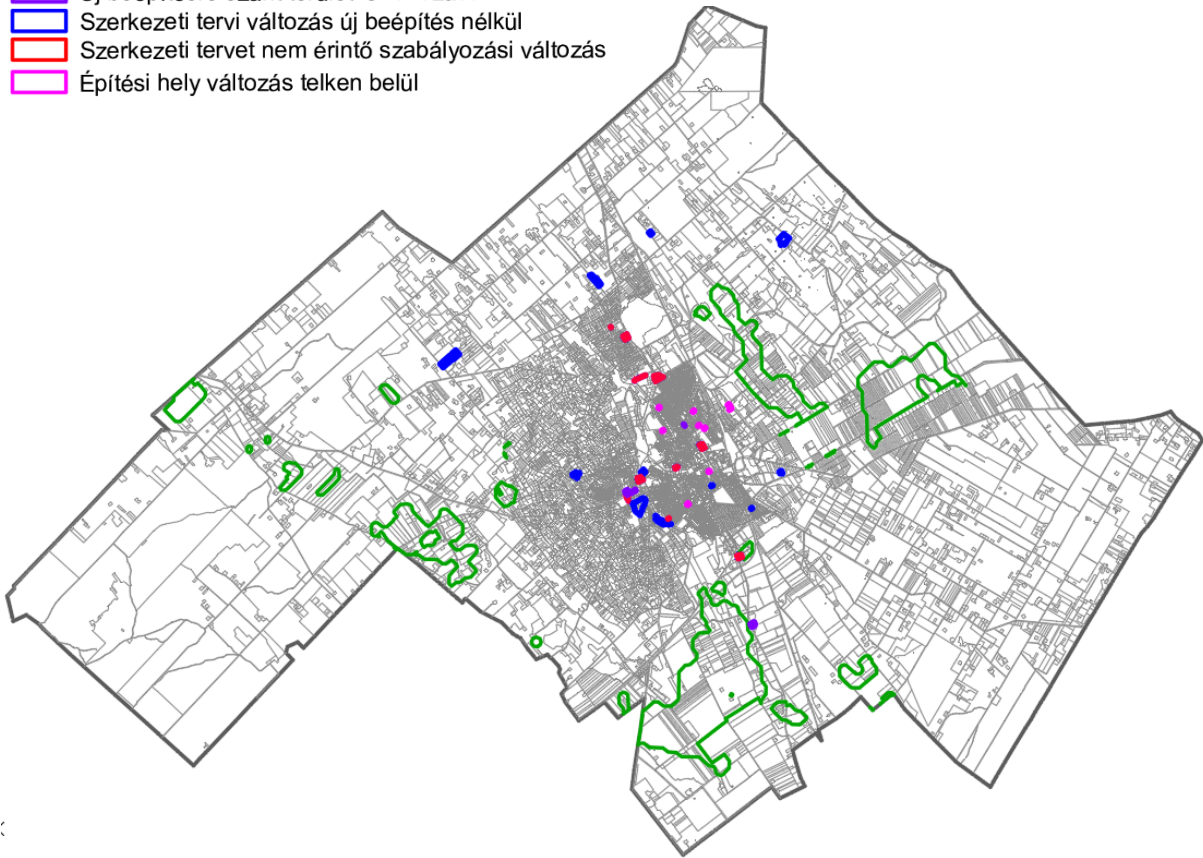 Szerkezeti tervi változás új beépítés nélkül
Szerkezeti tervet nem érintő szabályozási változás
Építési hely változás telken belül